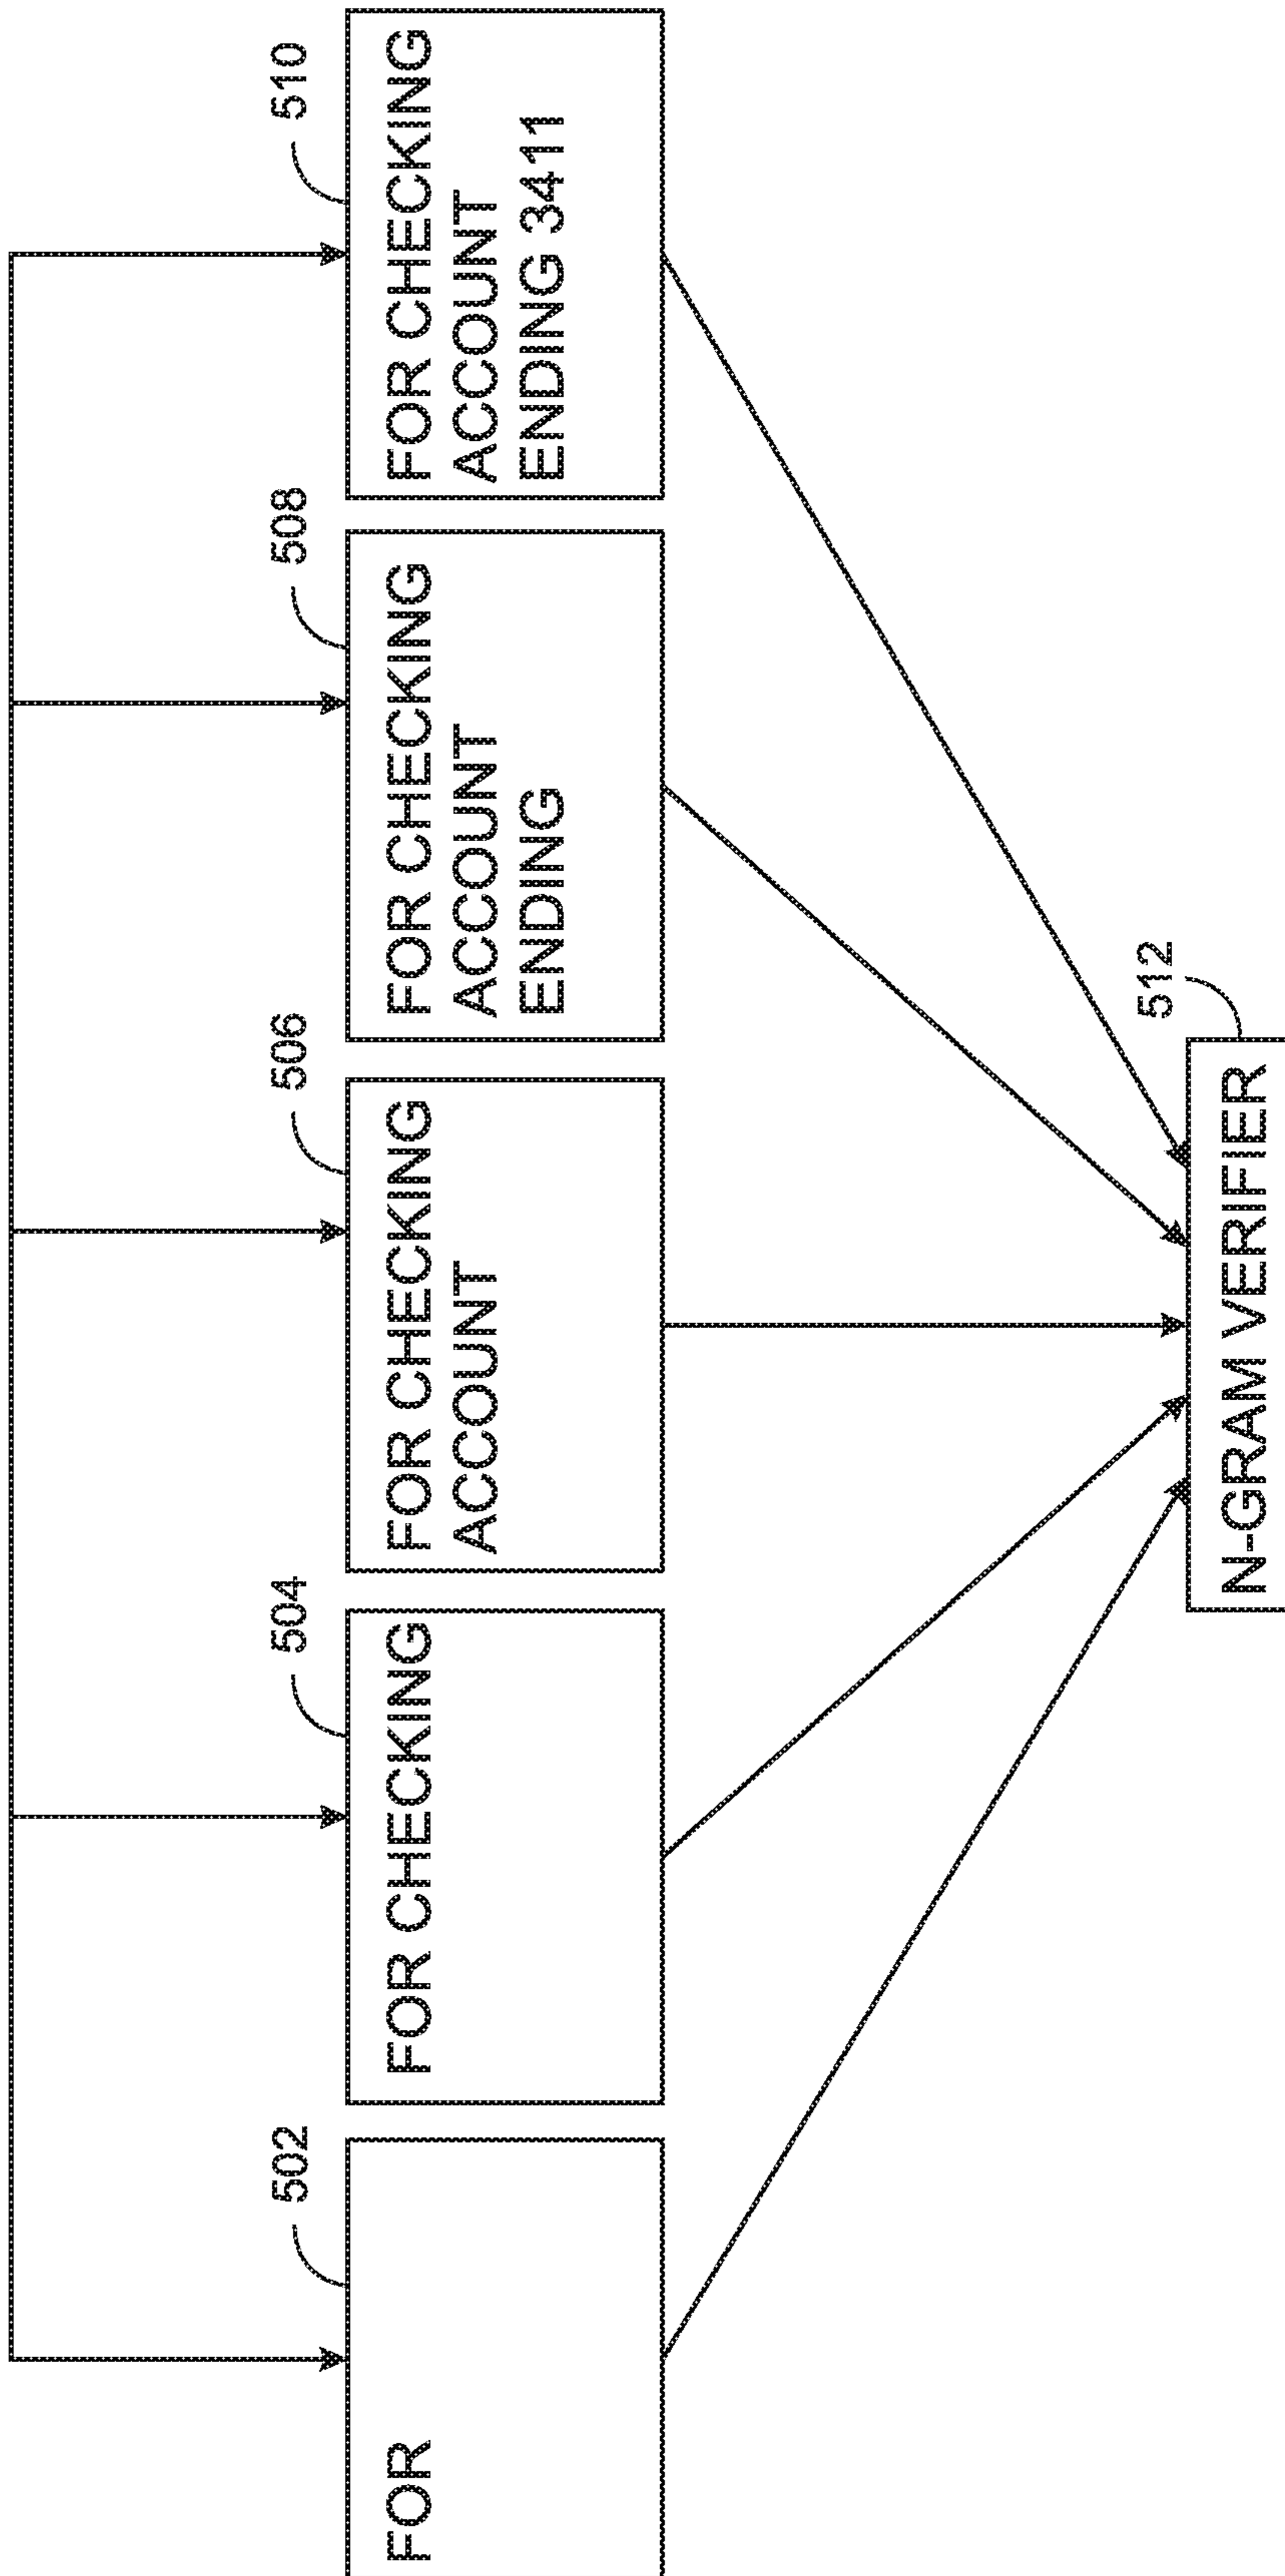 502
FOR
504
FOR CHECKING
506
FOR CHECKING
ACCOUNT
508
FOR CHECKING
ACCOUNT
ENDING
510
FOR CHECKING
ACCOUNT
ENDING 3411
512
N-GRAM VERIFIER